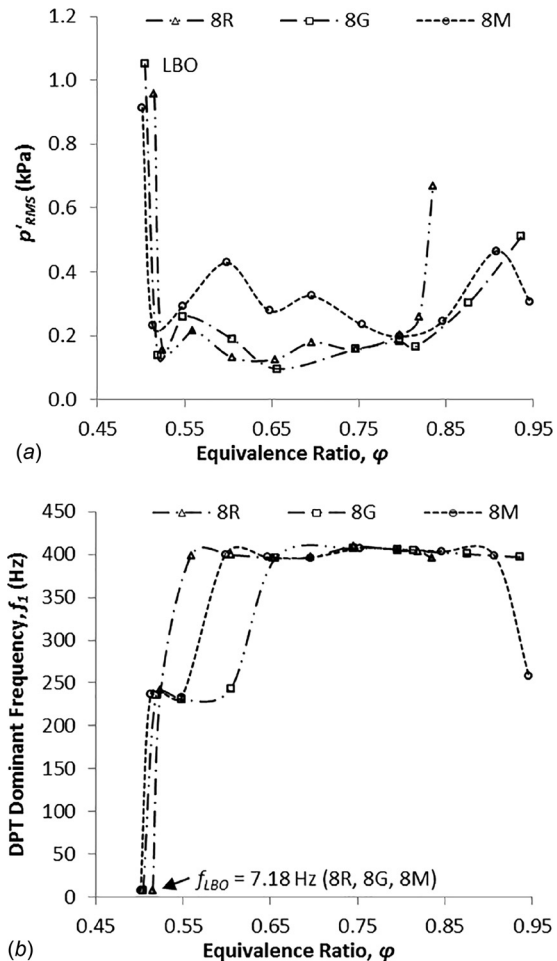 8R 8G 8M
1.2
1.0
0.8
0.6
0.4
0.2
0.0
p'RMS (kPa)
LBO
0.45 0.55 0.65 0.75 0.85 0.95
Equivalence Ratio, φ
(a)
8R 8G 8M
450
400
350
300
250
200
150
100
50
0
DPT Dominant Frequency, f1 (Hz)
fLBO = 7.18 Hz (8R, 8G, 8M)
0.45 0.55 0.65 0.75 0.85 0.95
Equivalence Ratio, φ
(b)